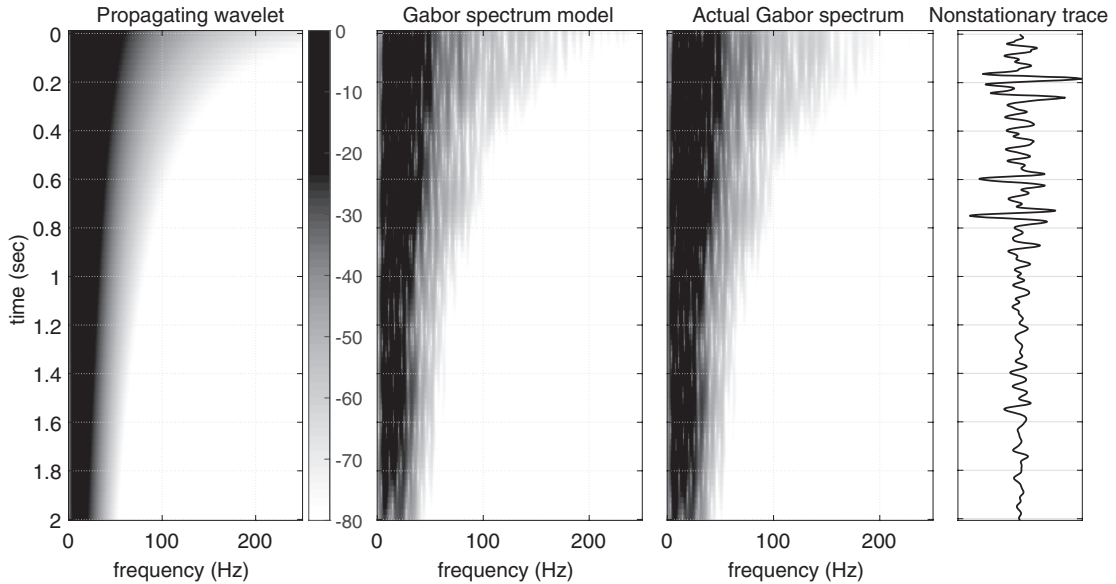 Propagating wavelet
Gabor spectrum model
Actual Gabor spectrum
Nonstationary trace
time (sec)
0
0.2
0.4
0.6
0.8
1
1.2
1.4
1.6
1.8
2
0
-10
-20
-30
-40
-50
-60
-70
-80
0 100 200
0 100 200
0 100 200
frequency (Hz)
frequency (Hz)
frequency (Hz)